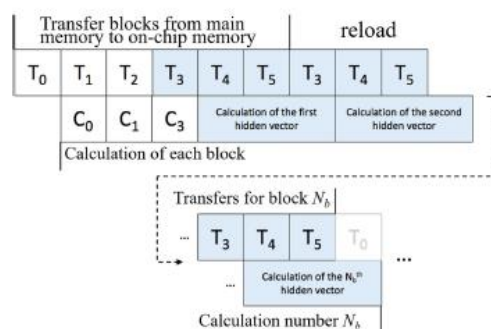 Transfer blocks from main
memory to on-chip memory
reload
T0 T1 T2 T3 T4 T5 T3 T4 T5
C0 C1 C3
Calculation of the first
hidden vector
Calculation of the second
hidden vector
Calculation of each block
Transfers for block Nb
... T3 T4 T5 T0 ...
... Calculation of the Nbth
hidden vector
Calculation number Nb